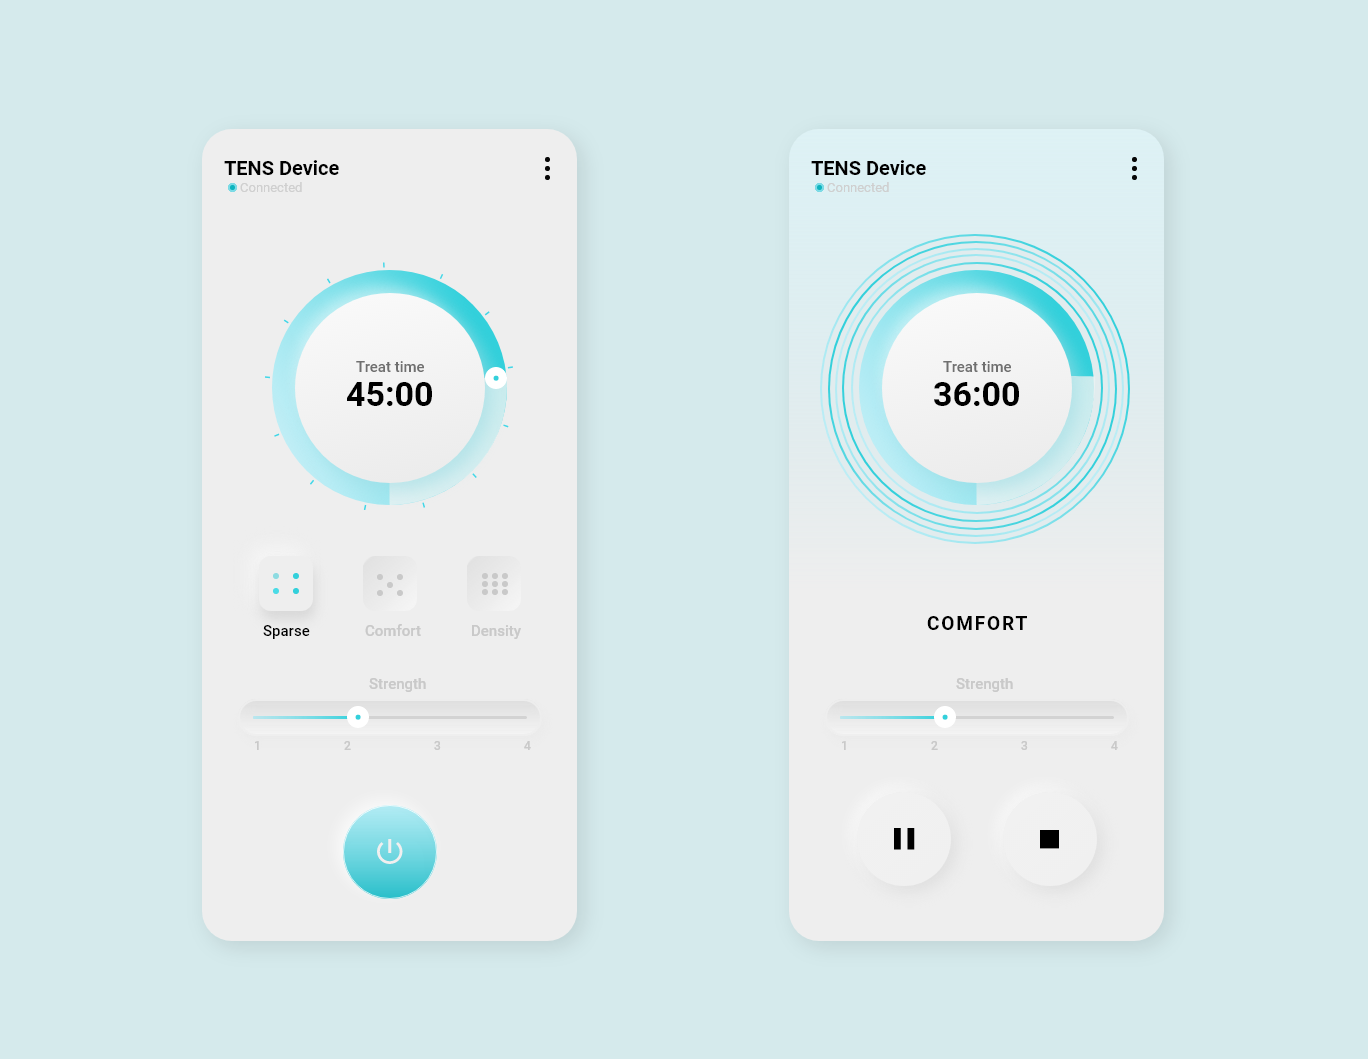 TENS Device
Connected
Treat time
45:00
Sparse Comfort Density
Strength
1 2 3 4
TENS Device
Connected
Treat time
36:00
COMFORT
Strength
1 2 3 4